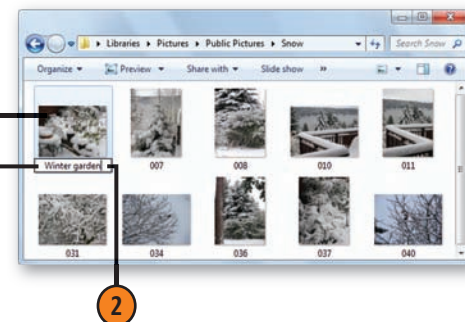 Libraries ▸ Pictures ▸ Public Pictures ▸ Snow
Search Snow
Organize
Preview
Share with
Slide show
»
Winter garden
007
008
010
011
031
034
036
037
040
2